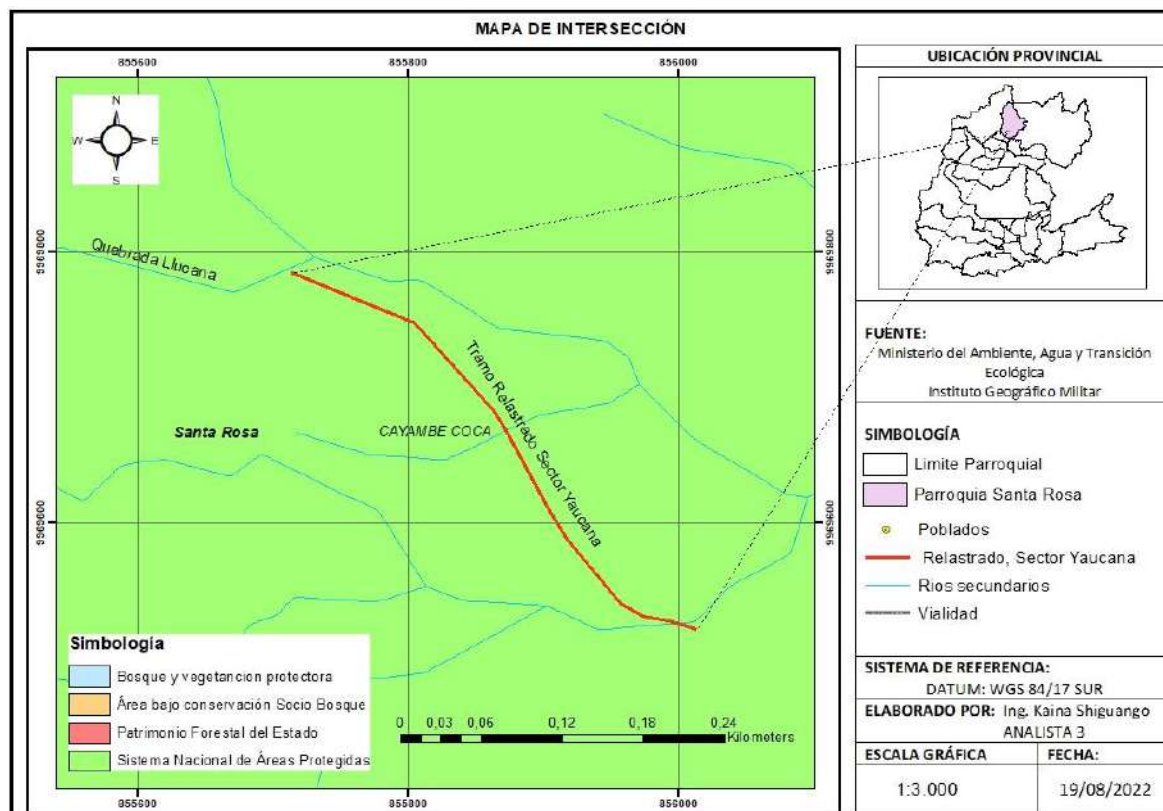 MAPA DE INTERSECCIÓN
855600 855800 856000
N
W E
S
9969800
9969800
Quebrada Llucana
Tramo Relastrado Sector Yaucana
Santa Rosa
CAYAMBE COCA
9969600
9969600
Simbología
Bosque y vegetancion protectora
Área bajo conservación Socio Bosque
Patrimonio Forestal del Estado
Sistema Nacional de Áreas Protegidas
0 0,03 0,06 0,12 0,18 0,24
Kilometers
855600 855800 856000
UBICACIÓN PROVINCIAL
FUENTE:
Ministerio del Ambiente, Agua y Transición
Ecológica
Instituto Geográfico Militar
SIMBOLOGÍA
Limite Parroquial
Parroquia Santa Rosa
Poblados
Relastrado, Sector Yaucana
Rios secundarios
Vialidad
SISTEMA DE REFERENCIA:
DATUM: WGS 84/17 SUR
ELABORADO POR: Ing. Kaina Shiguango
ANALISTA 3
ESCALA GRÁFICA
1:3.000
FECHA:
19/08/2022